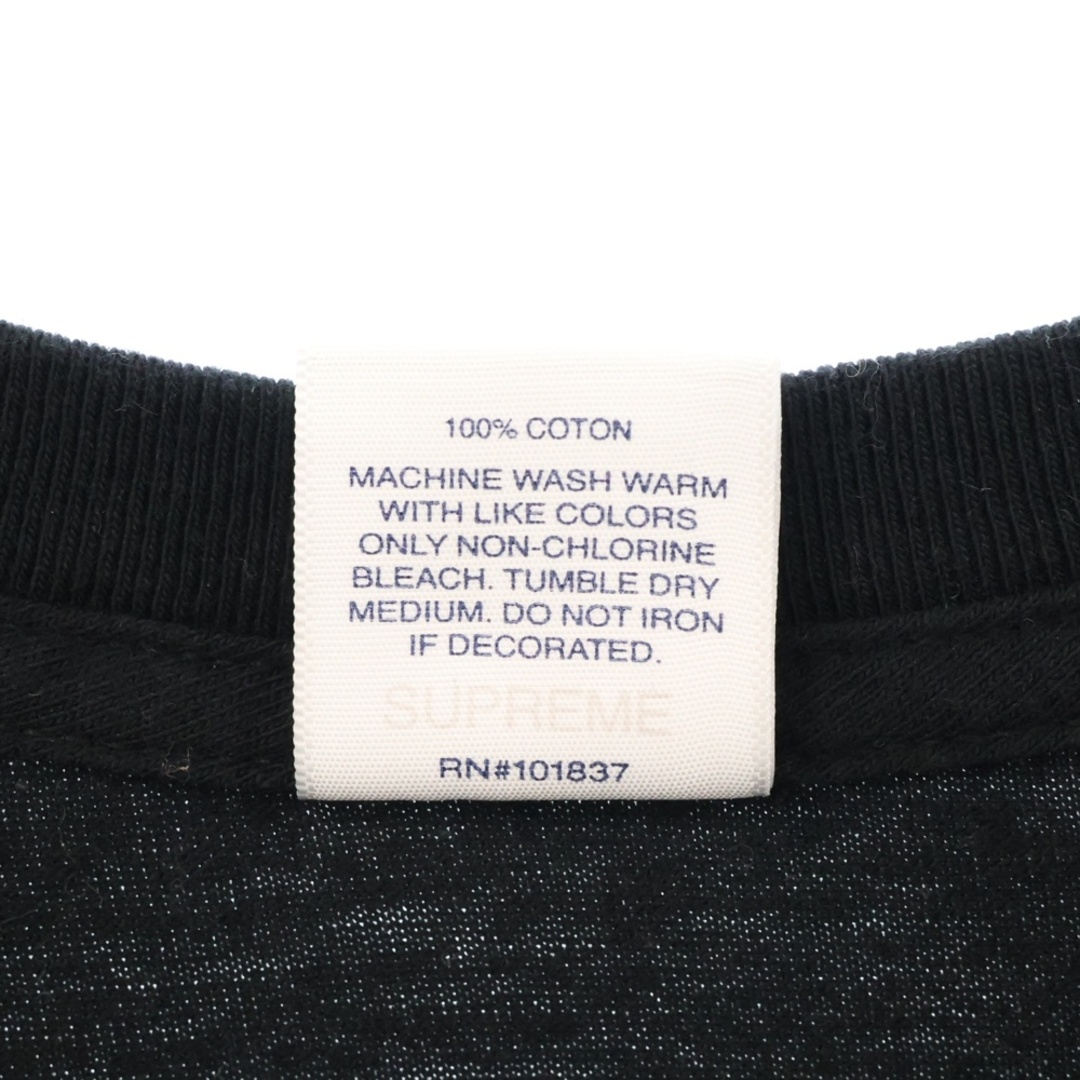 100% COTON
MACHINE WASH WARM
WITH LIKE COLORS
ONLY NON-CHLORINE
BLEACH. TUMBLE DRY
MEDIUM. DO NOT IRON
IF DECORATED.
SUPREME
RN#101837